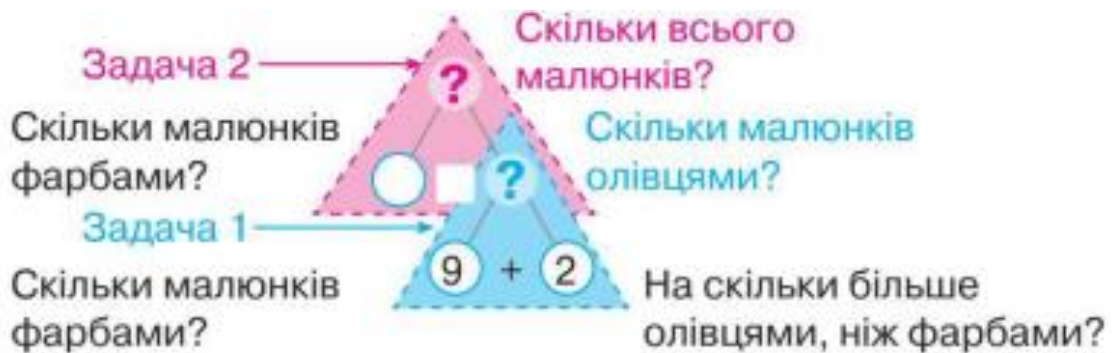 Скільки всього
малюнків?
Задача 2
?
Скільки малюнків
фарбами?
Скільки малюнків
олівцями?
?
Задача 1
9 + 2
Скільки малюнків
фарбами?
На скільки більше
олівцями, ніж фарбами?